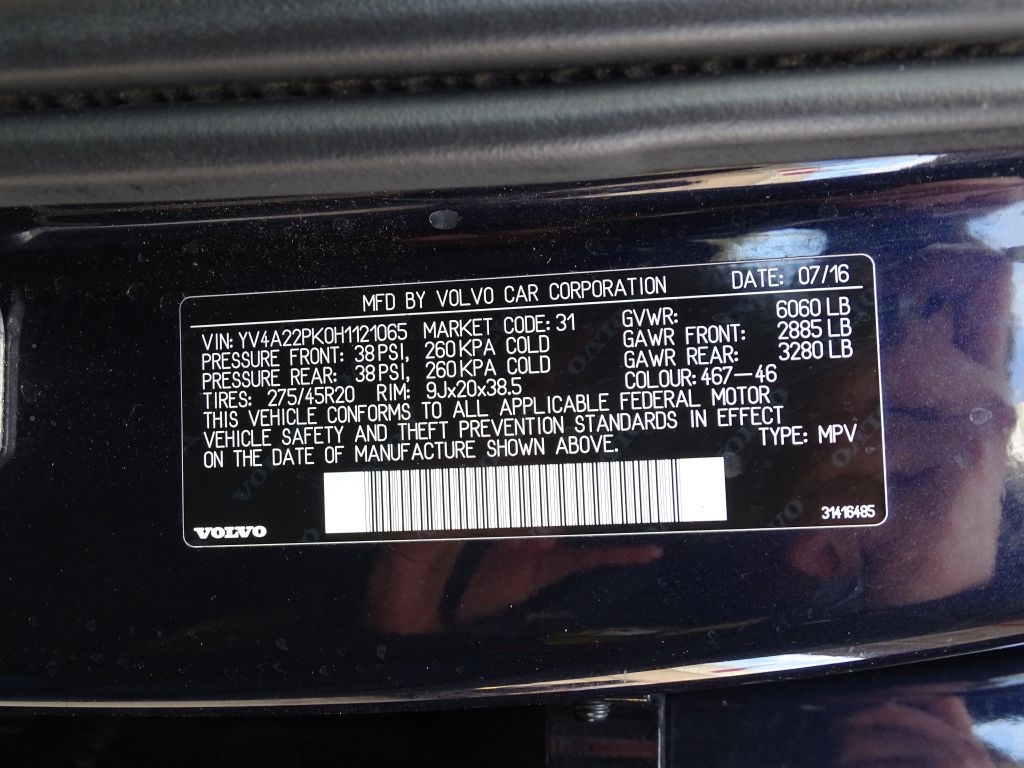 MFD BY VOLVO CAR CORPORATION DATE: 07/16
VIN: YV4A22PK0H1121065 MARKET CODE: 31 GVWR: 6060 LB
PRESSURE FRONT: 38 PSI, 260 KPA COLD GAWR FRONT: 2885 LB
PRESSURE REAR: 38 PSI, 260 KPA COLD GAWR REAR: 3280 LB
TIRES: 275/45R20 RIM: 9Jx20x38.5 COLOUR: 467-46
THIS VEHICLE CONFORMS TO ALL APPLICABLE FEDERAL MOTOR
VEHICLE SAFETY AND THEFT PREVENTION STANDARDS IN EFFECT
ON THE DATE OF MANUFACTURE SHOWN ABOVE. TYPE: MPV
VOLVO 31416485